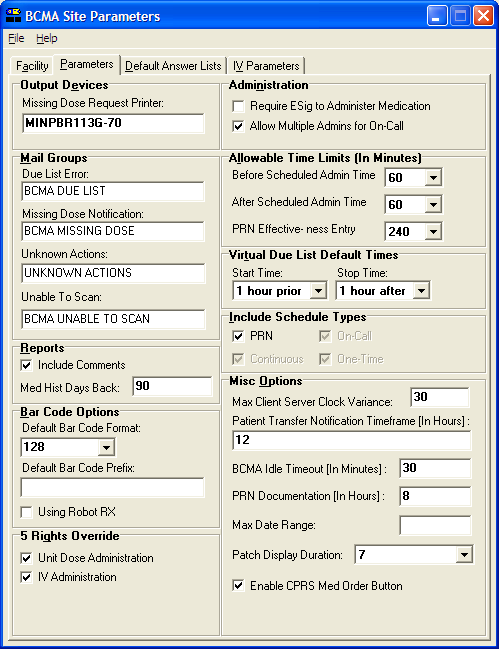 BCMA Site Parameters
File Help
Facility Parameters Default Answer Lists IV Parameters
Output Devices
Missing Dose Request Printer:
MINPBR113G-70
Mail Groups
Due List Error:
BCMA DUE LIST
Missing Dose Notification:
BCMA MISSING DOSE
Unknown Actions:
UNKNOWN ACTIONS
Unable To Scan:
BCMA UNABLE TO SCAN
Reports
Include Comments
Med Hist Days Back: 90
Bar Code Options
Default Bar Code Format:
128
Default Bar Code Prefix:
Using Robot RX
5 Rights Override
Unit Dose Administration
IV Administration
Administration
Require ESig to Administer Medication
Allow Multiple Admins for On-Call
Allowable Time Limits (In Minutes)
Before Scheduled Admin Time 60
After Scheduled Admin Time 60
PRN Effective- ness Entry 240
Virtual Due List Default Times
Start Time: Stop Time:
1 hour prior 1 hour after
Include Schedule Types
PRN On-Call
Continuous One-Time
Misc Options
Max Client Server Clock Variance: 30
Patient Transfer Notification Timeframe [In Hours] :
12
BCMA Idle Timeout [In Minutes] : 30
PRN Documentation [In Hours] : 8
Max Date Range:
Patch Display Duration: 7
Enable CPRS Med Order Button